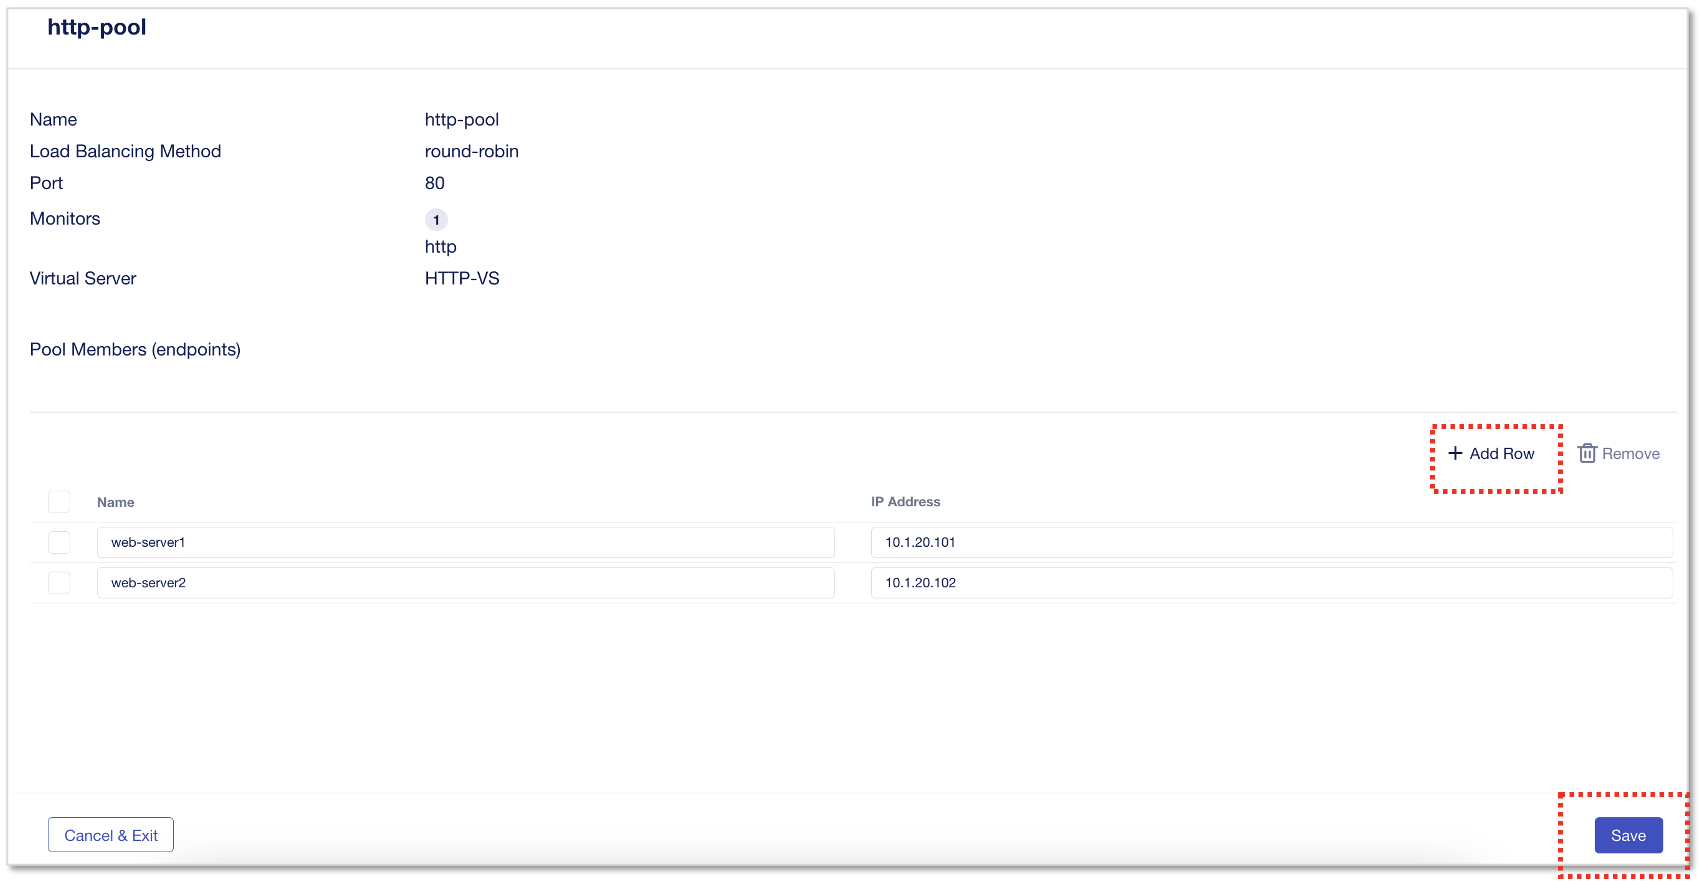 http-pool
Name http-pool
Load Balancing Method round-robin
Port 80
Monitors 1
http
Virtual Server HTTP-VS
Pool Members (endpoints)
+ Add Row Remove
Name IP Address
web-server1 10.1.20.101
web-server2 10.1.20.102
Cancel & Exit Save